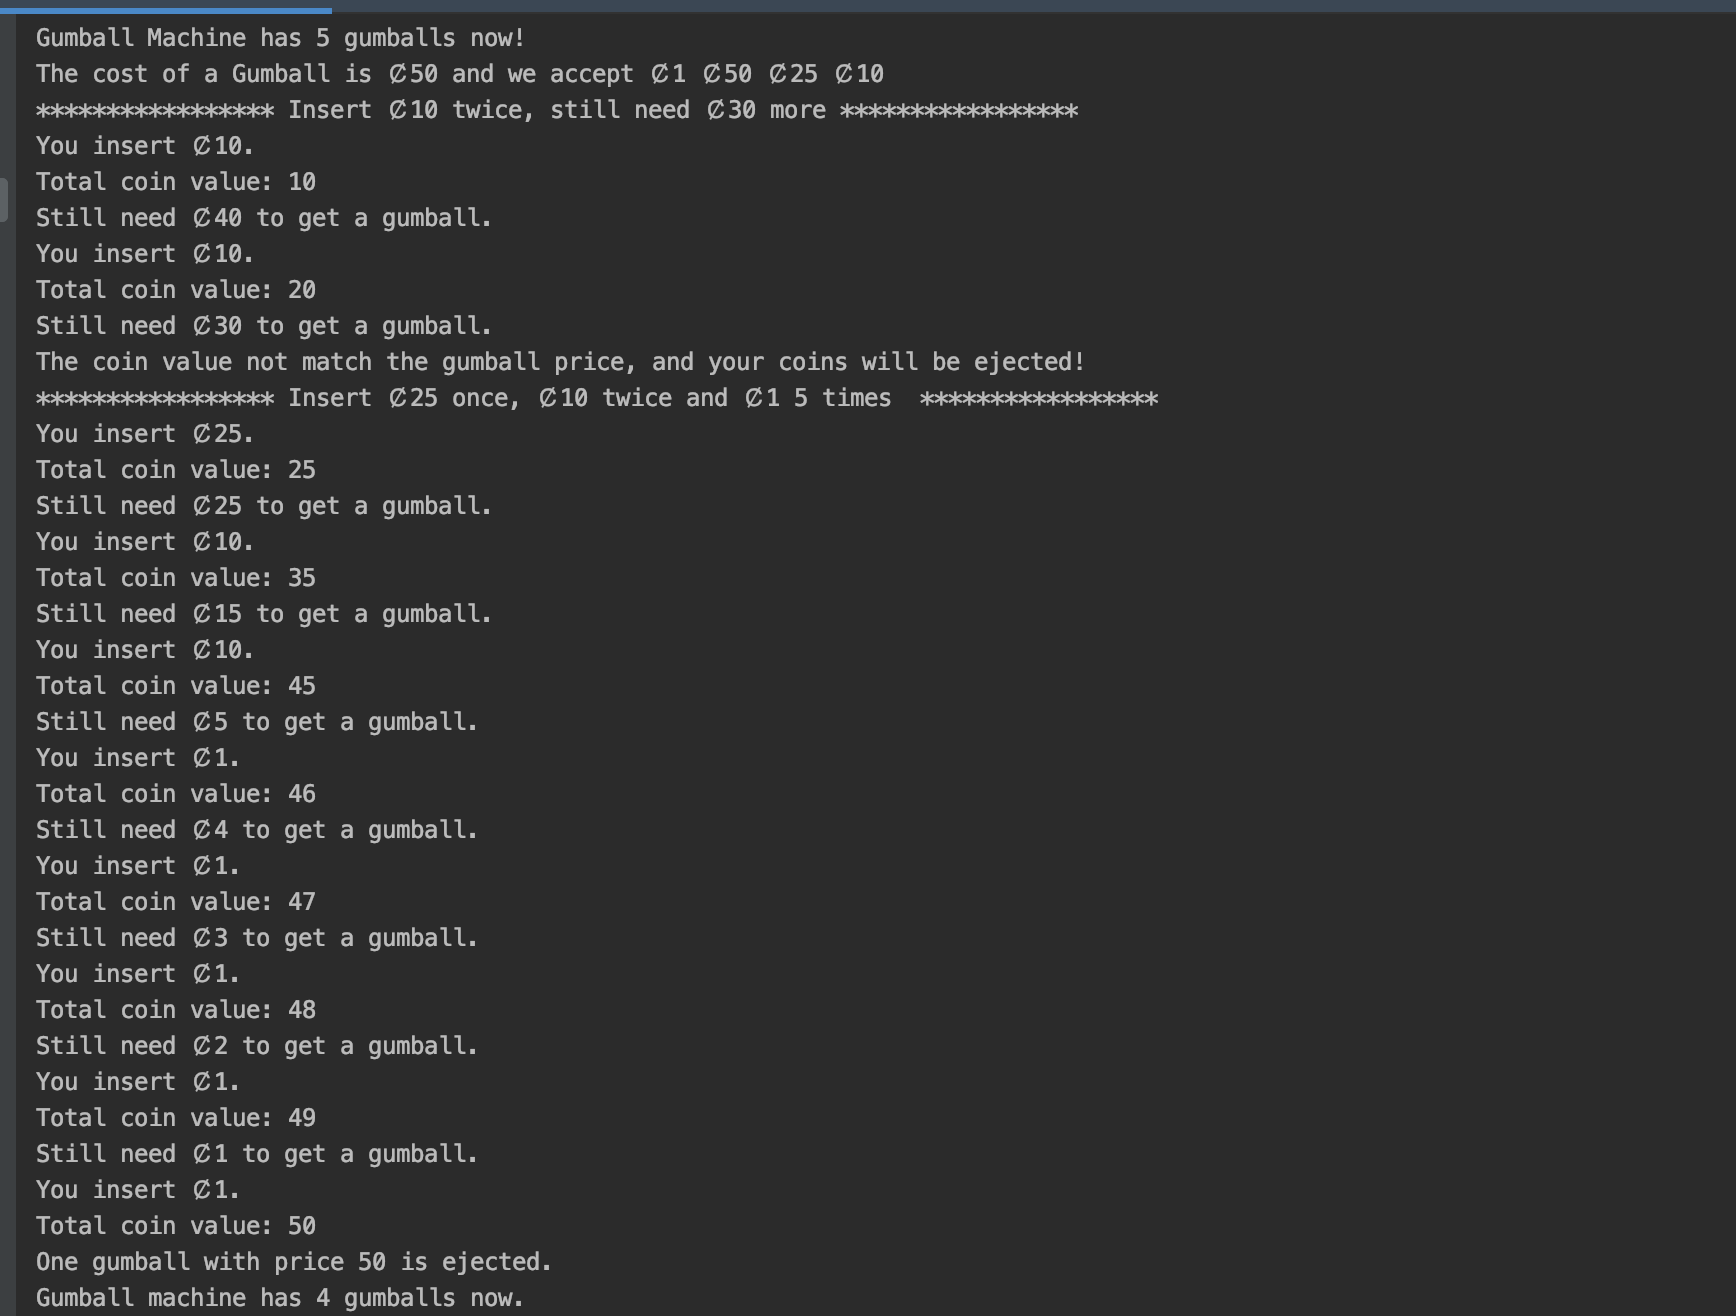 Gumball Machine has 5 gumballs now!
The cost of a Gumball is ₡50 and we accept ₡1 ₡50 ₡25 ₡10
***************** Insert ₡10 twice, still need ₡30 more *****************
You insert ₡10.
Total coin value: 10
Still need ₡40 to get a gumball.
You insert ₡10.
Total coin value: 20
Still need ₡30 to get a gumball.
The coin value not match the gumball price, and your coins will be ejected!
***************** Insert ₡25 once, ₡10 twice and ₡1 5 times  *****************
You insert ₡25.
Total coin value: 25
Still need ₡25 to get a gumball.
You insert ₡10.
Total coin value: 35
Still need ₡15 to get a gumball.
You insert ₡10.
Total coin value: 45
Still need ₡5 to get a gumball.
You insert ₡1.
Total coin value: 46
Still need ₡4 to get a gumball.
You insert ₡1.
Total coin value: 47
Still need ₡3 to get a gumball.
You insert ₡1.
Total coin value: 48
Still need ₡2 to get a gumball.
You insert ₡1.
Total coin value: 49
Still need ₡1 to get a gumball.
You insert ₡1.
Total coin value: 50
One gumball with price 50 is ejected.
Gumball machine has 4 gumballs now.